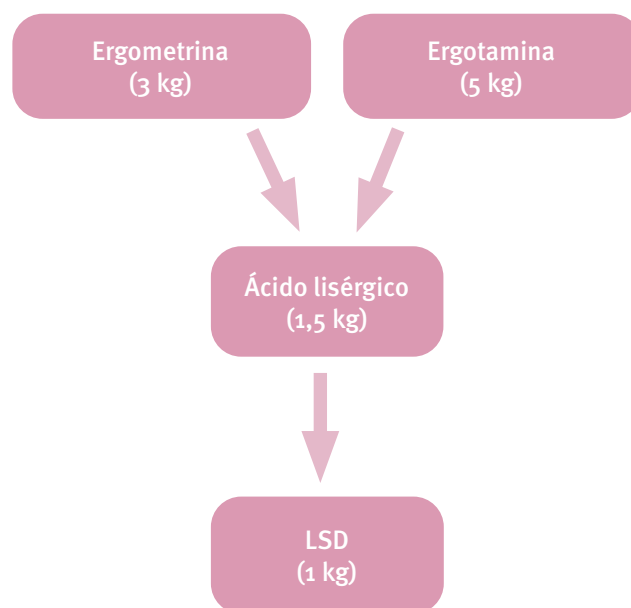 Ergometrina
(3 kg)
Ergotamina
(5 kg)
Ácido lisérgico
(1,5 kg)
LSD
(1 kg)